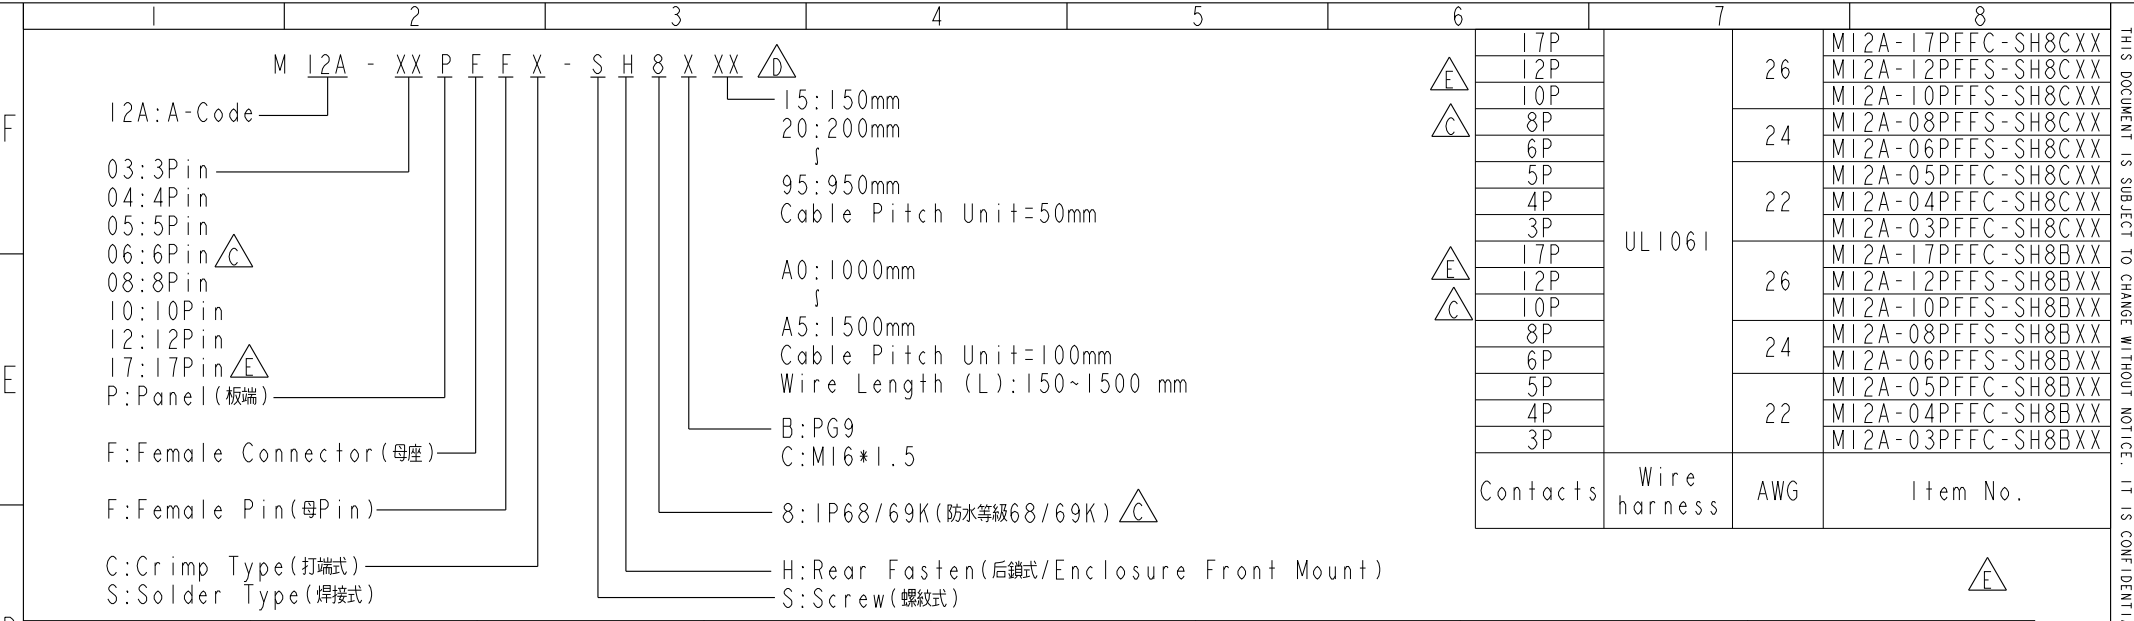 1 2 3 4 5 6 7 8
F
E
M 12A - XX P F F X - S H 8 X XX D
12A:A-Code
03:3Pin
04:4Pin
05:5Pin
06:6Pin C
08:8Pin
10:10Pin
12:12Pin
17:17Pin E
P:Panel(板端)
F:Female Connector(母座)
F:Female Pin(母Pin)
C:Crimp Type(打端式)
S:Solder Type(焊接式)
15:150mm
20:200mm
∫
95:950mm
Cable Pitch Unit=50mm
A0:1000mm
∫
A5:1500mm
Cable Pitch Unit=100mm
Wire Length (L):150~1500 mm
B:PG9
C:M16*1.5
8:IP68/69K(防水等級68/69K) C
H:Rear Fasten(后鎖式/Enclosure Front Mount)
S:Screw(螺紋式)
17P UL1061 26 M12A-17PFFC-SH8CXX
E 12P M12A-12PFFS-SH8CXX
10P M12A-10PFFS-SH8CXX
C 8P 24 M12A-08PFFS-SH8CXX
6P M12A-06PFFS-SH8CXX
5P 22 M12A-05PFFC-SH8CXX
4P M12A-04PFFC-SH8CXX
3P M12A-03PFFC-SH8CXX
E 17P 26 M12A-17PFFC-SH8BXX
12P M12A-12PFFS-SH8BXX
C 10P M12A-10PFFS-SH8BXX
8P 24 M12A-08PFFS-SH8BXX
6P M12A-06PFFS-SH8BXX
5P 22 M12A-05PFFC-SH8BXX
4P M12A-04PFFC-SH8BXX
3P M12A-03PFFC-SH8BXX
Contacts Wire harness AWG Item No.
E
THIS DOCUMENT IS SUBJECT TO CHANGE WITHOUT NOTICE. IT IS